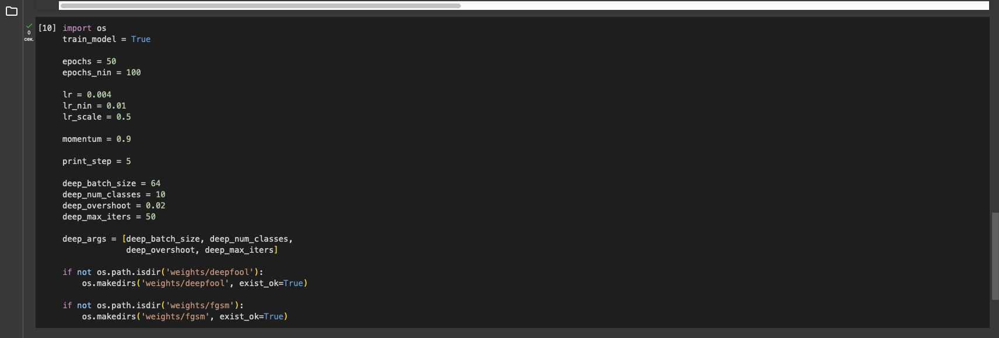 [10] import os
train_model = True
0
сек.
epochs = 50
epochs_nin = 100
lr = 0.004
lr_nin = 0.01
lr_scale = 0.5
momentum = 0.9
print_step = 5
deep_batch_size = 64
deep_num_classes = 10
deep_overshoot = 0.02
deep_max_iters = 50
deep_args = [deep_batch_size, deep_num_classes,
deep_overshoot, deep_max_iters]
if not os.path.isdir('weights/deepfool'):
os.makedirs('weights/deepfool', exist_ok=True)
if not os.path.isdir('weights/fgsm'):
os.makedirs('weights/fgsm', exist_ok=True)